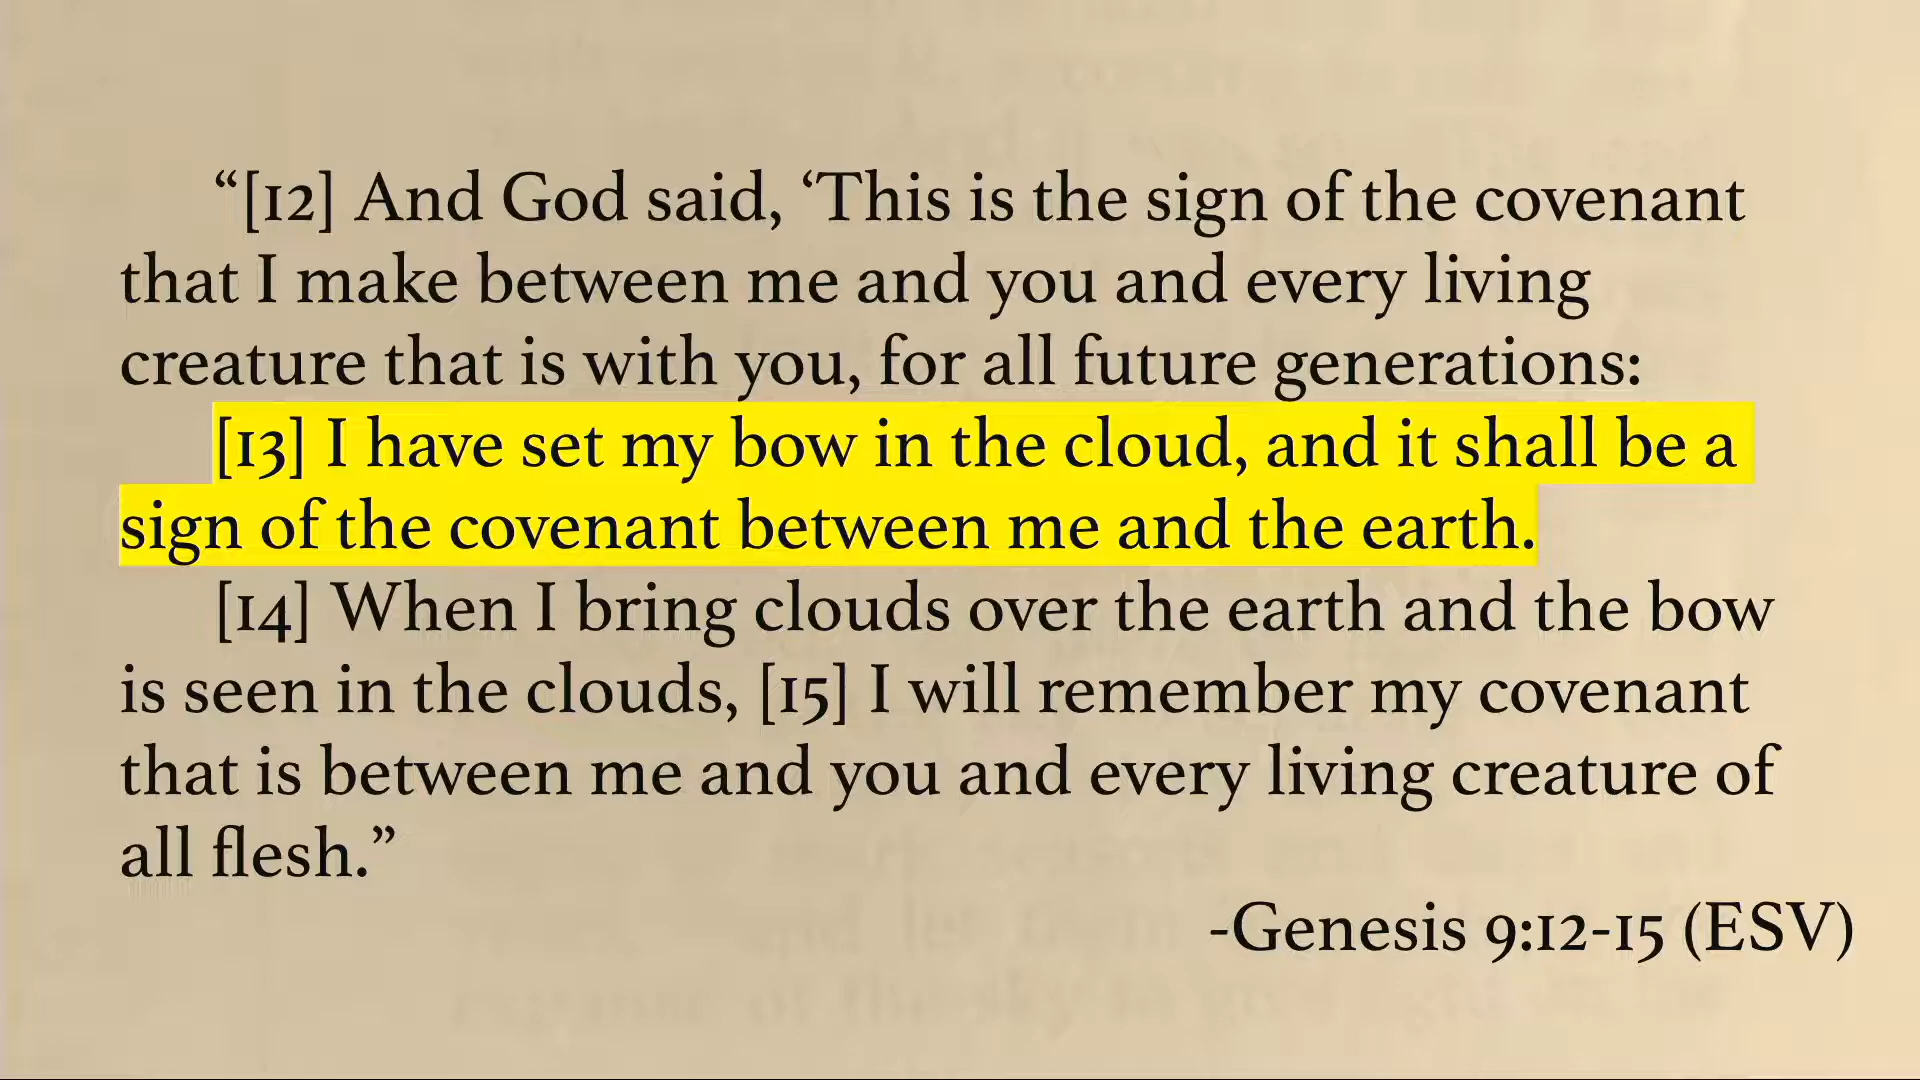 “[12] And God said, ‘This is the sign of the covenant
that I make between me and you and every living
creature that is with you, for all future generations:
[13] I have set my bow in the cloud, and it shall be a
sign of the covenant between me and the earth.
[14] When I bring clouds over the earth and the bow
is seen in the clouds, [15] I will remember my covenant
that is between me and you and every living creature of
all flesh.”
-Genesis 9:12-15 (ESV)